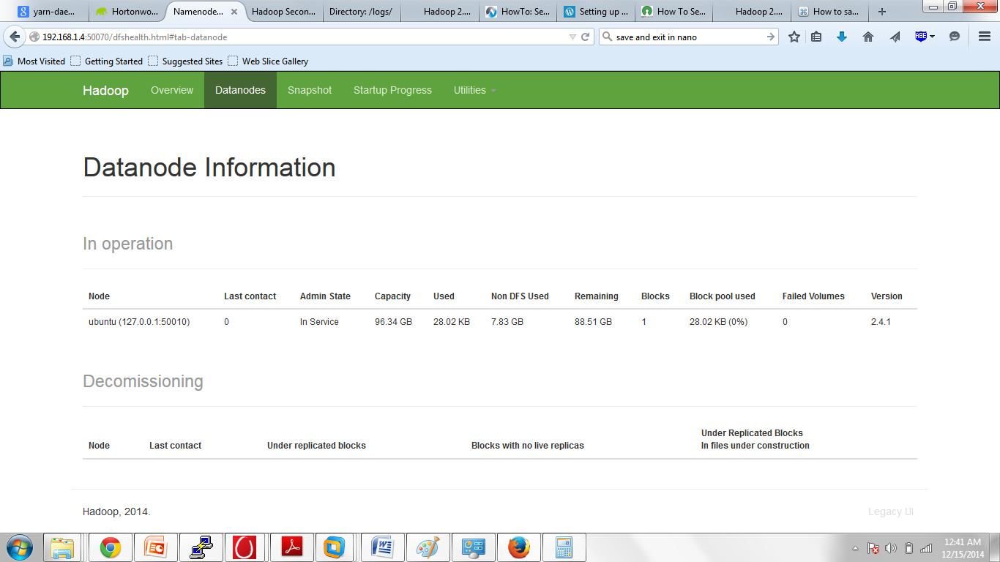 yarn-dae... Hortonwo... Namenode... Hadoop Secon... Directory: /logs/ Hadoop 2.... HowTo: Se... Setting up ... How To Se... Hadoop 2.... How to sa...
192.168.1.4:50070/dfshealth.html#tab-datanode save and exit in nano ABE
Most Visited Getting Started Suggested Sites Web Slice Gallery
Hadoop Overview Datanodes Snapshot Startup Progress Utilities
Datanode Information
In operation
Node Last contact Admin State Capacity Used Non DFS Used Remaining Blocks Block pool used Failed Volumes Version
ubuntu (127.0.0.1:50010) 0 In Service 96.34 GB 28.02 KB 7.83 GB 88.51 GB 1 28.02 KB (0%) 0 2.4.1
Decomissioning
Node Last contact Under replicated blocks Blocks with no live replicas Under Replicated Blocks
In files under construction
Hadoop, 2014. Legacy UI
12:41 AM
12/15/2014